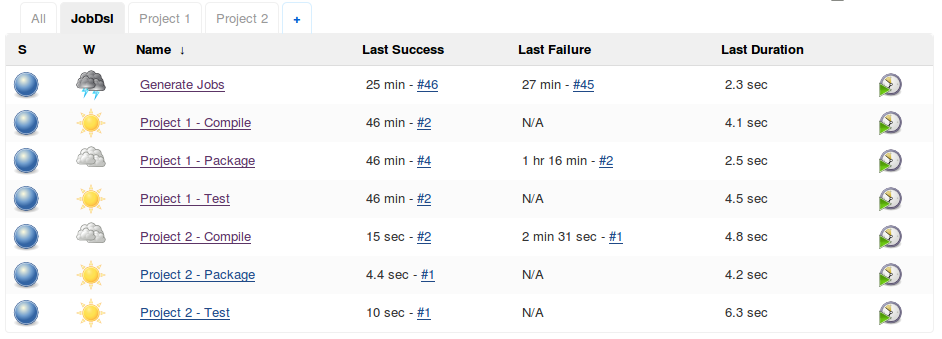 All JobDsl Project 1 Project 2 +
S W Name ↓ Last Success Last Failure Last Duration
Generate Jobs 25 min - #46 27 min - #45 2.3 sec
Project 1 - Compile 46 min - #2 N/A 4.1 sec
Project 1 - Package 46 min - #4 1 hr 16 min - #2 2.5 sec
Project 1 - Test 46 min - #2 N/A 4.5 sec
Project 2 - Compile 15 sec - #2 2 min 31 sec - #1 4.8 sec
Project 2 - Package 4.4 sec - #1 N/A 4.2 sec
Project 2 - Test 10 sec - #1 N/A 6.3 sec